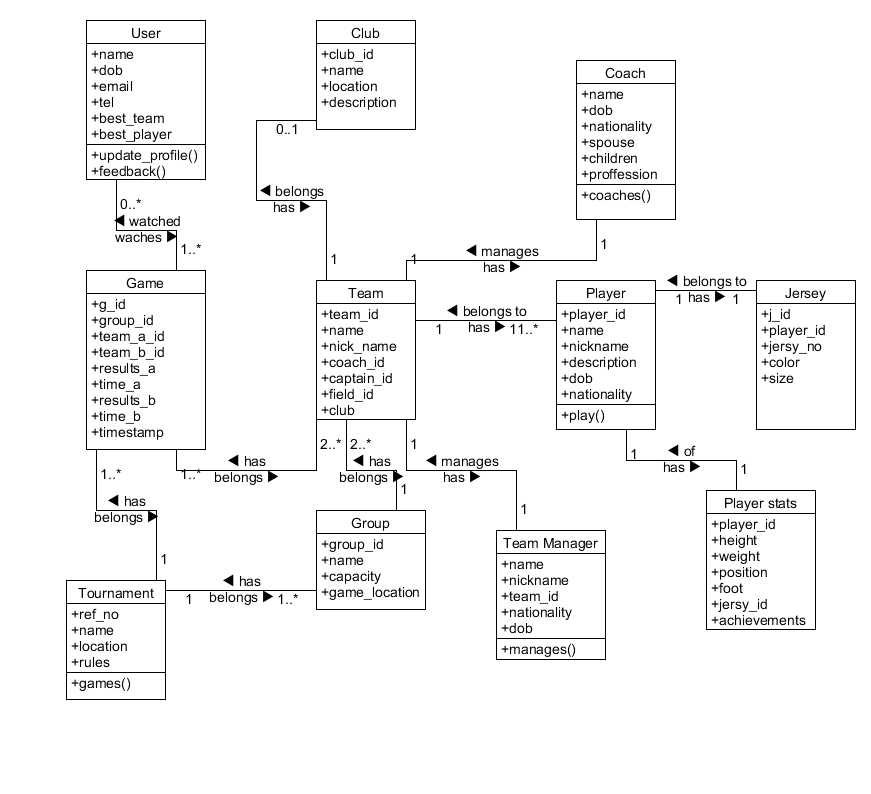 User
+name
+dob
+email
+tel
+best_team
+best_player
+update_profile()
+feedback()
Club
+club_id
+name
+location
+description
Coach
+name
+dob
+nationality
+spouse
+children
+proffession
+coaches()
0..1
◀ belongs
has ▶
1
0..*
◀ watched
waches ▶
1..*
1
◀ manages
has ▶
1
Game
+g_id
+group_id
+team_a_id
+team_b_id
+results_a
+time_a
+results_b
+time_b
+timestamp
Team
+team_id
+name
+nick_name
+coach_id
+captain_id
+field_id
+club
◀ belongs to
1 has ▶ 11..*
Player
+player_id
+name
+nickname
+description
+dob
+nationality
+play()
◀ belongs to
1 has ▶ 1
Jersey
+j_id
+player_id
+jersy_no
+color
+size
1..*
◀ has
belongs ▶
1
1..*
◀ has
belongs ▶
2..*
2..*
◀ has
belongs ▶
1
1
◀ manages
has ▶
1
1
◀ of
has ▶
1
Group
+group_id
+name
+capacity
+game_location
Team Manager
+name
+nickname
+team_id
+nationality
+dob
+manages()
Player stats
+player_id
+height
+weight
+position
+foot
+jersy_id
+achievements
Tournament
+ref_no
+name
+location
+rules
+games()
◀ has
1 belongs ▶ 1..*